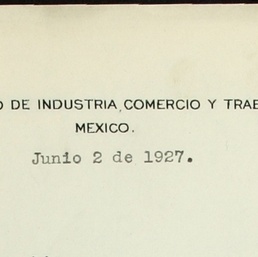 O DE INDUSTRIA, COMERCIO Y TRAB
MEXICO.
Junio 2 de 1927.